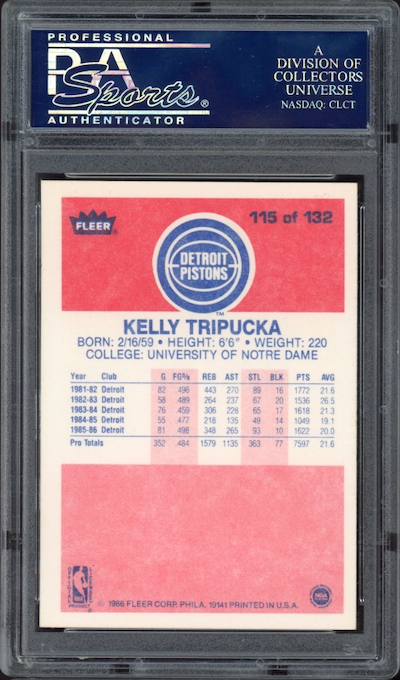 PROFESSIONAL
PSA
Sports®
AUTHENTICATOR
A
DIVISION OF
COLLECTORS
UNIVERSE
NASDAQ: CLCT
FLEER®
115 of 132
DETROIT
PISTONS
™
KELLY TRIPUCKA
BORN: 2/16/59 • HEIGHT: 6'6" • WEIGHT: 220
COLLEGE: UNIVERSITY OF NOTRE DAME
Year Club G FG% REB AST STL BLK PTS AVG
1981-82 Detroit 82 .496 443 270 89 16 1772 21.6
1982-83 Detroit 58 .489 264 237 67 20 1536 26.5
1983-84 Detroit 76 .459 306 228 65 17 1618 21.3
1984-85 Detroit 55 .477 218 135 49 14 1049 19.1
1985-86 Detroit 81 .498 348 265 93 10 1622 20.0
Pro Totals 352 .484 1579 1135 363 77 7597 21.6
OFFICIAL
LICENSED
NBA
PRODUCT
© 1986 FLEER CORP. PHILA. 19141 PRINTED IN U.S.A.